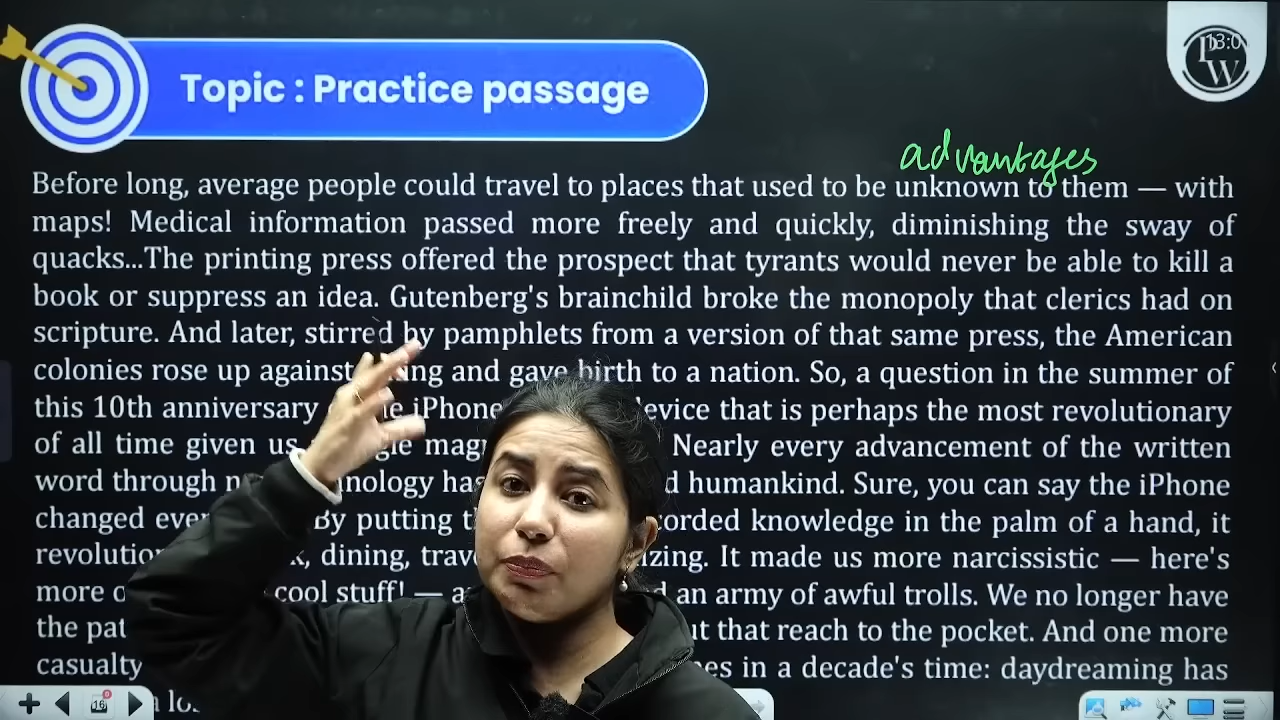 Topic : Practice passage
advantages
Before long, average people could travel to places that used to be unknown to them — with
maps! Medical information passed more freely and quickly, diminishing the sway of
quacks...The printing press offered the prospect that tyrants would never be able to kill a
book or suppress an idea. Gutenberg's brainchild broke the monopoly that clerics had on
scripture. And later, stirred by pamphlets from a version of that same press, the American
colonies rose up against and gave birth to a nation. So, a question in the summer of
this 10th anniversary iPhone that is perhaps the most revolutionary
of all time given us Nearly every advancement of the written
word through humankind. Sure, you can say the iPhone
changed By putting knowledge in the palm of a hand, it
dining, It made us more narcissistic — here's
more cool stuff! — an army of awful trolls. We no longer have
the that reach to the pocket. And one more
casualty in a decade's time: daydreaming has